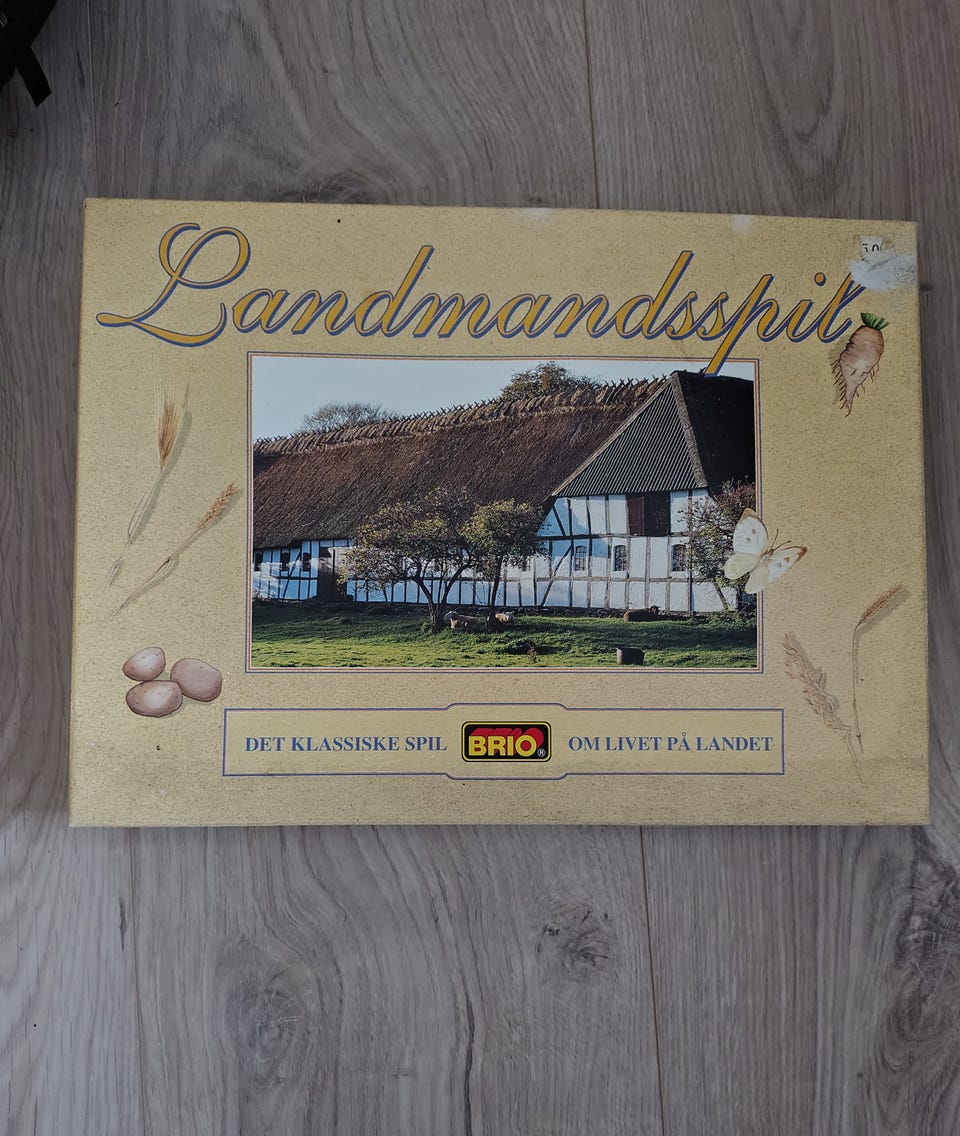 Landmandsspil
DET KLASSISKE SPIL BRIO® OM LIVET PÅ LANDET